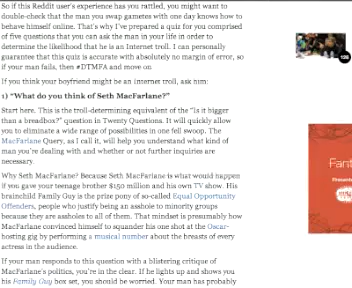 So if this Reddit user's experience has you rattled, you might want to
double-check that the man you swap gametes with one day knows how to
behave himself online. That's why I've prepared a quiz for you comprised
of five questions that you can ask the man in your life in order to
determine the likelihood that he is an Internet troll. I can personally
guarantee that this quiz is accurate with absolutely no margin of error, so
if your man fails, then #DTMFA and move on
If you think your boyfriend might be an internet troll, ask him:
1) "What do you think of Seth MacFarlane?"
Start here. This is the troll-determining equivalent of the "Is it bigger
than a breadbox?" question in Twenty Questions. It will quickly allow
you to eliminate a wide range of possibilities in one fell swoop. The
MacFarlane Query, as I call it, will help you understand what kind of
man you're dealing with and whether or not further inquiries are
necessary.
Why Seth MacFarlane? Because Seth MacFarlane is what would happen
if you gave your teenage brother $150 million and his own TV show. His
brainchild Family Guy is the prize pony of so-called Equal Opportunity
Offenders, people who justify being an asshole to minority groups
because they are assholes to all of them. That mindset is presumably how
MacFarlane convinced himself to squander his one shot at the Oscar-
hosting gig by performing a musical number about the breasts of every
actress in the audience.
If your man responds to this question with a blistering critique of
MacFarlane's politics, you're in the clear. If he lights up and shows you
his Family Guy box set, you should be worried. Your man has probably
Fant